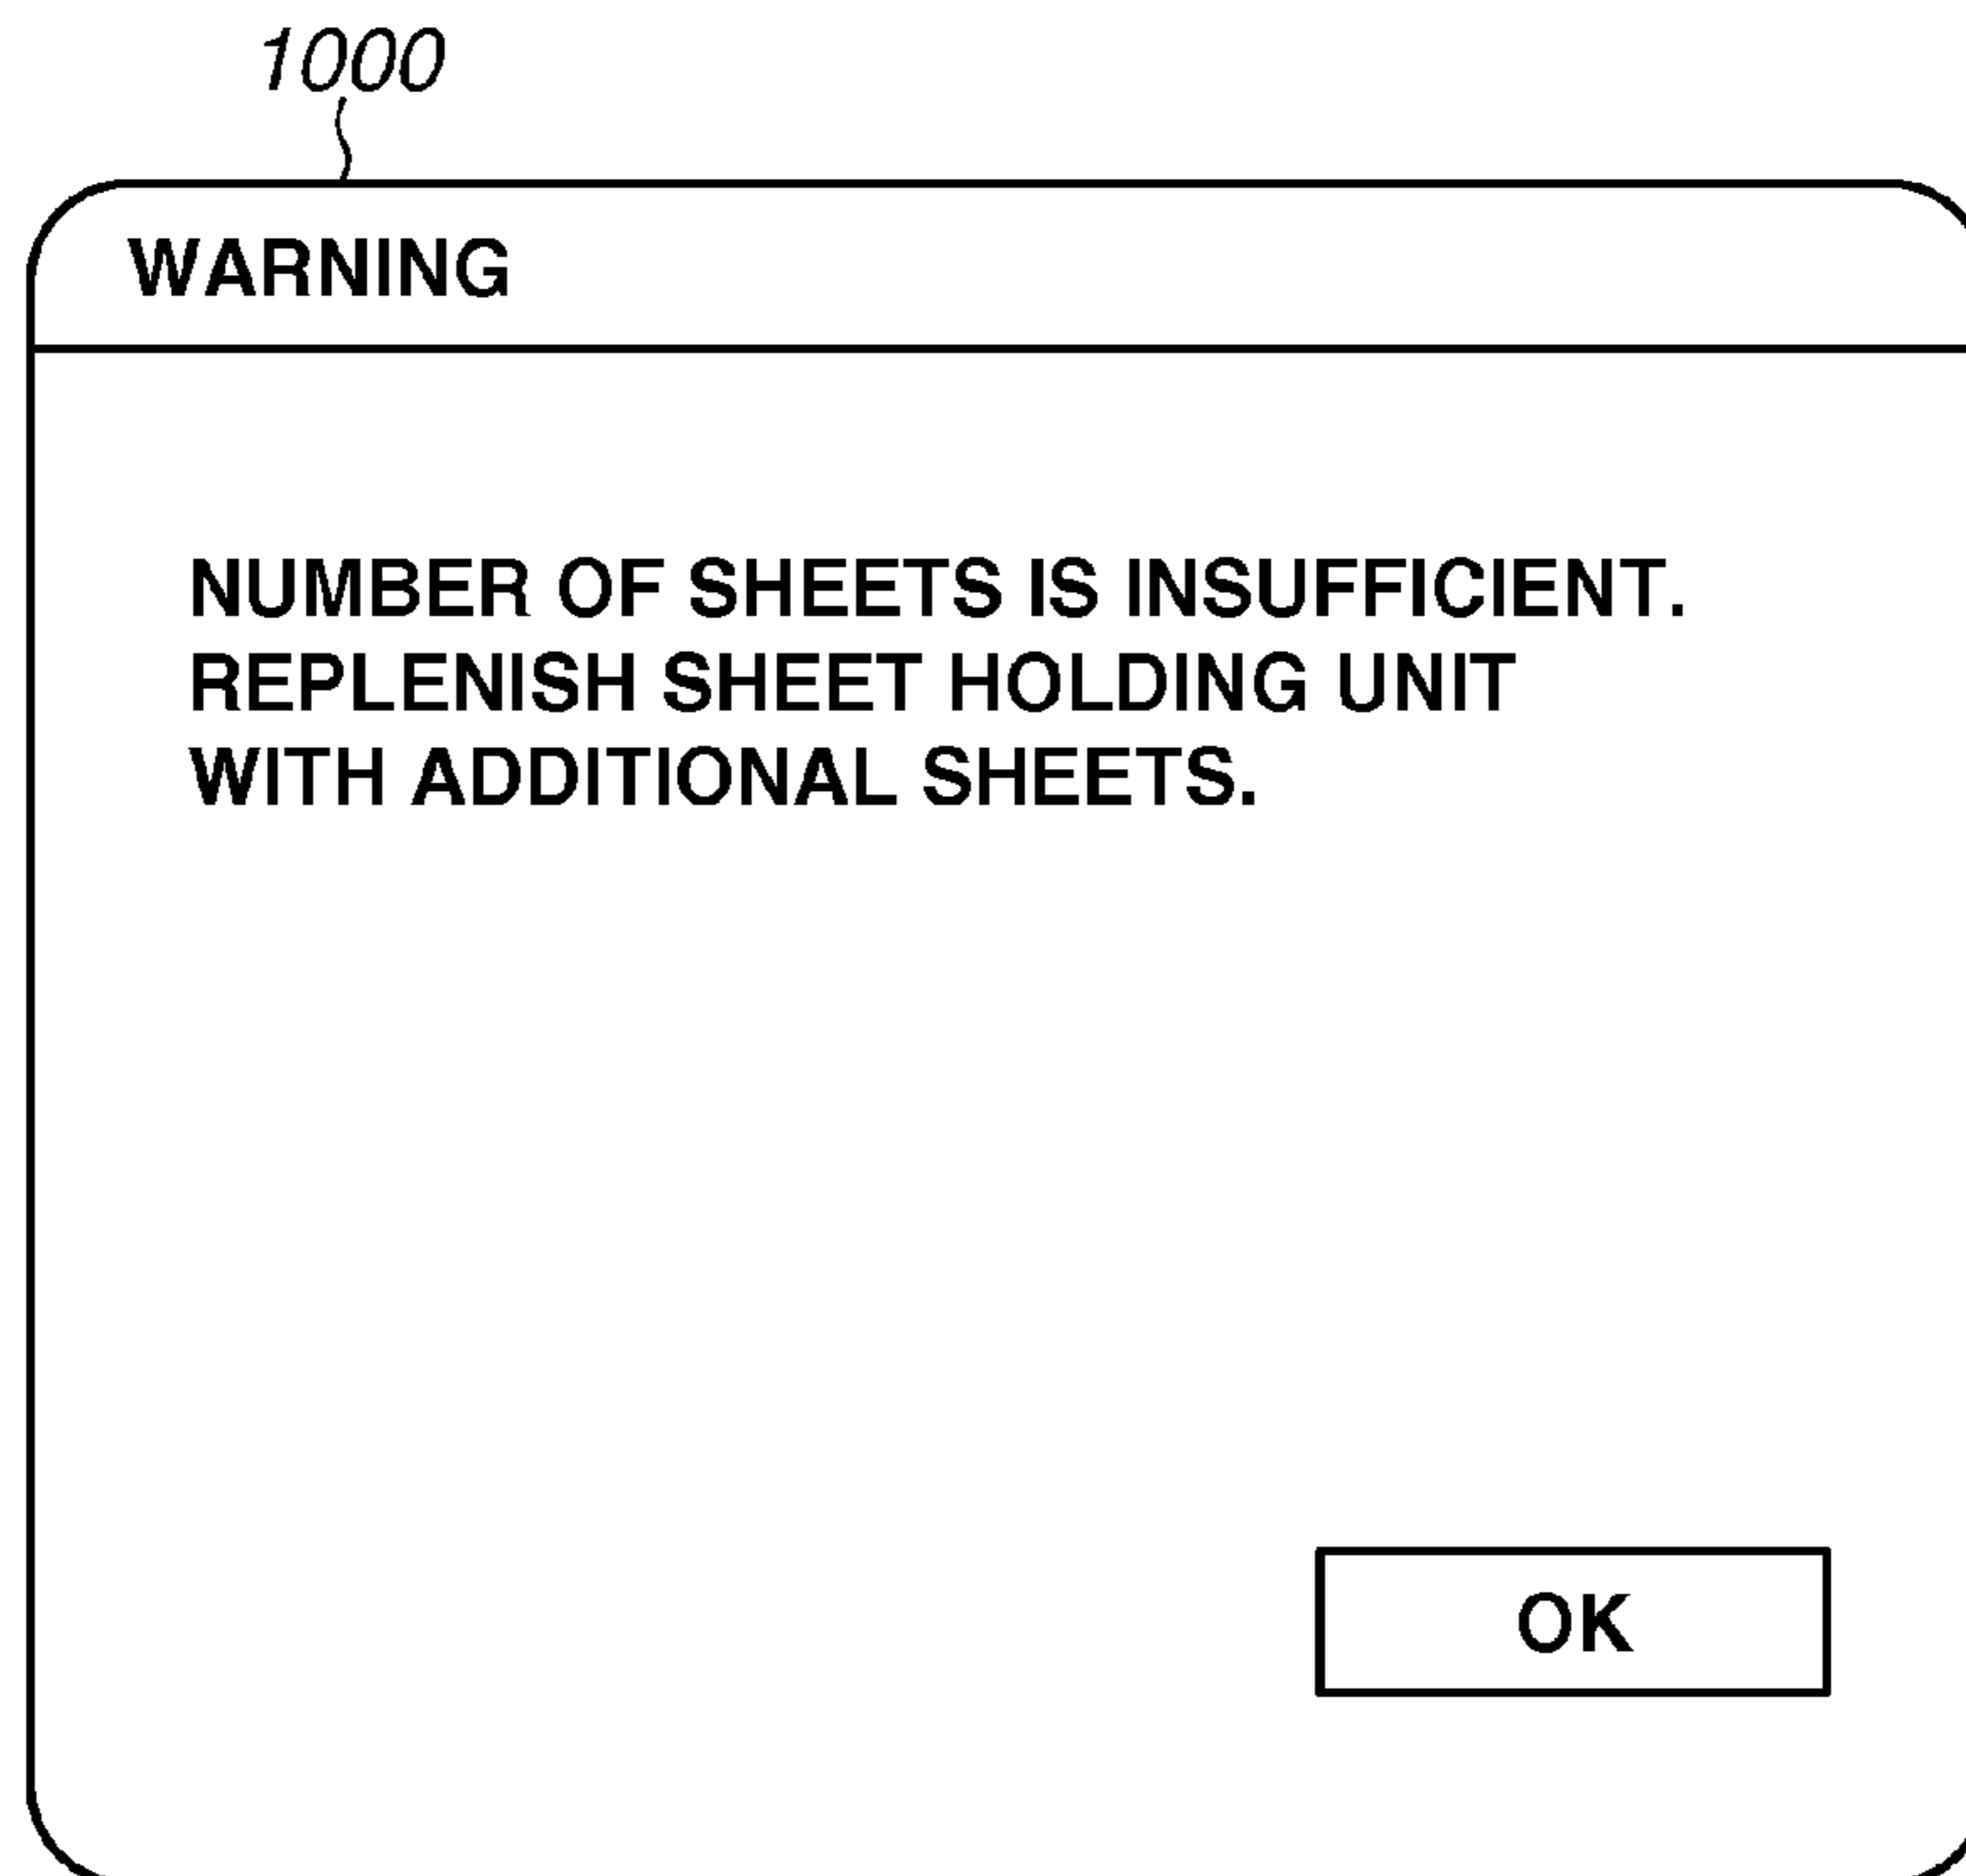 1000
WARNING
NUMBER OF SHEETS IS INSUFFICIENT.
REPLENISH SHEET HOLDING UNIT
WITH ADDITIONAL SHEETS.
OK